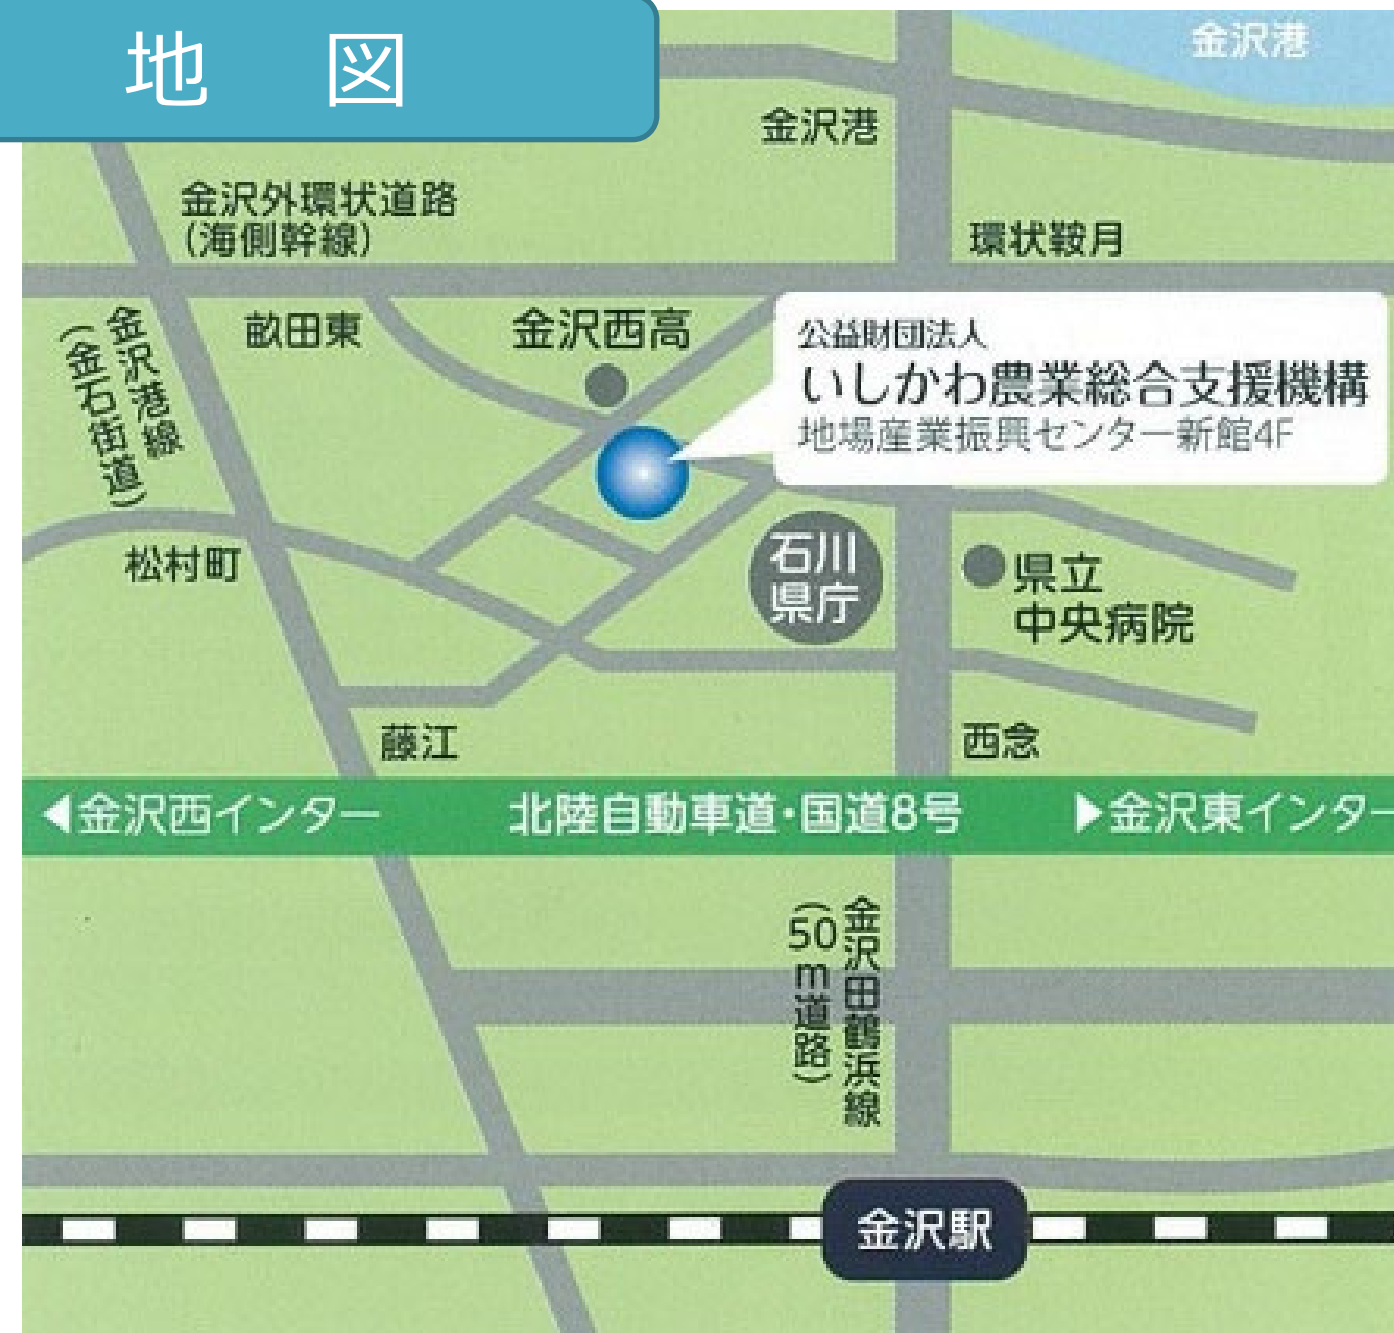 地　図
金沢港
金沢港
金沢外環状道路
(海側幹線)
環状鞍月
畝田東
金沢西高
金沢港線
(金石街道)
公益財団法人
いしかわ農業総合支援機構
地場産業振興センター新館4F
松村町
石川
県庁
県立
中央病院
藤江
西念
◀金沢西インター
北陸自動車道・国道8号
▶金沢東インター
金沢田鶴浜線
(50m道路)
金沢駅